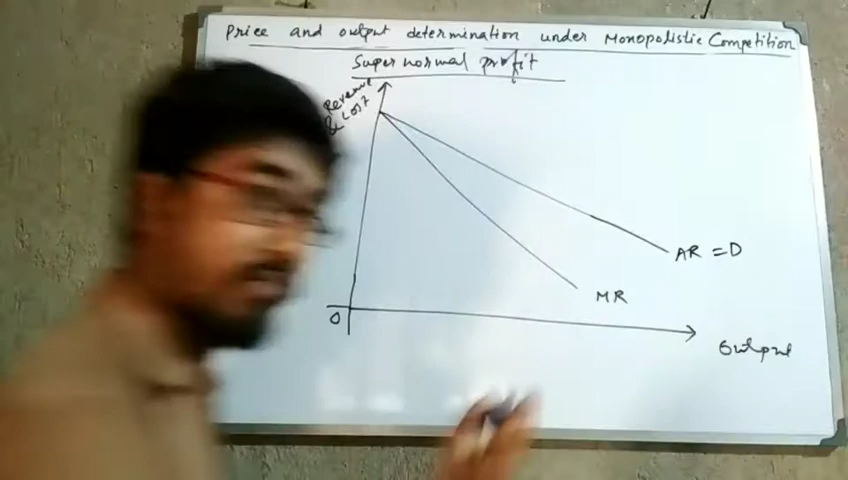 Price and output determination under Monopolistic Competition
Super normal profit
Revenue
& Cost
AR = D
MR
O
Output